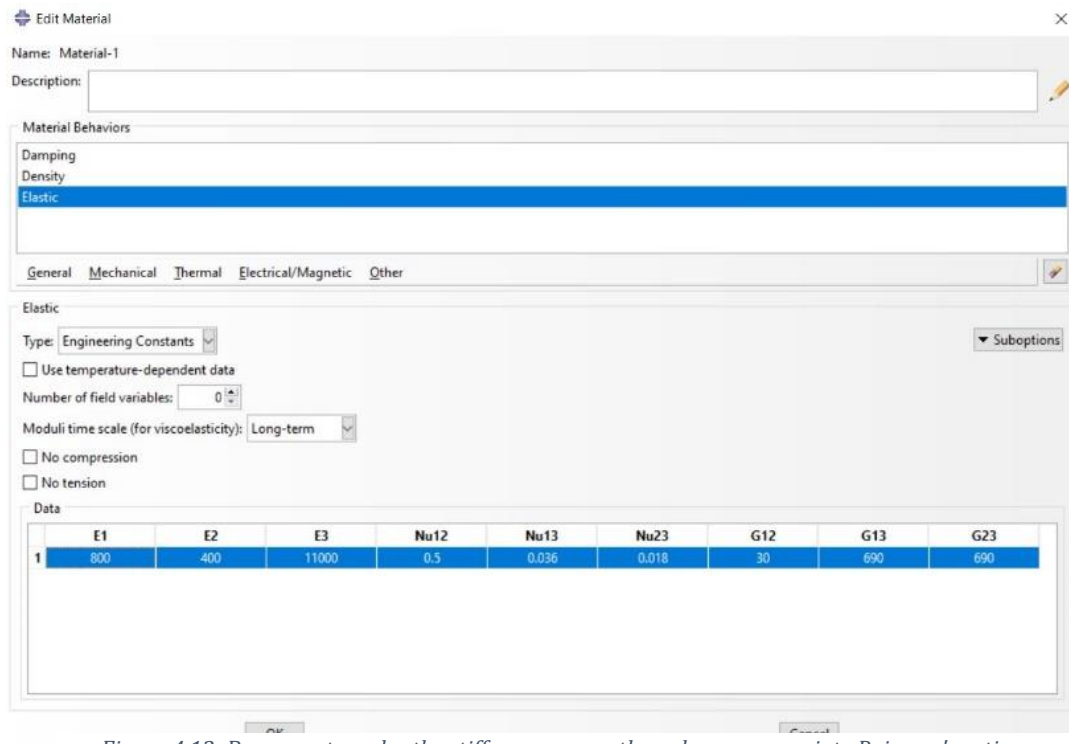 Edit Material
Name: Material-1
Description:
Material Behaviors
Damping
Density
Elastic
General Mechanical Thermal Electrical/Magnetic Other
Elastic
Type: Engineering Constants
Suboptions
Use temperature-dependent data
Number of field variables: 0
Moduli time scale (for viscoelasticity): Long-term
No compression
No tension
Data
E1 E2 E3 Nu12 Nu13 Nu23 G12 G13 G23
1 800 400 11000 0.5 0.036 0.018 30 690 690
OK Cancel